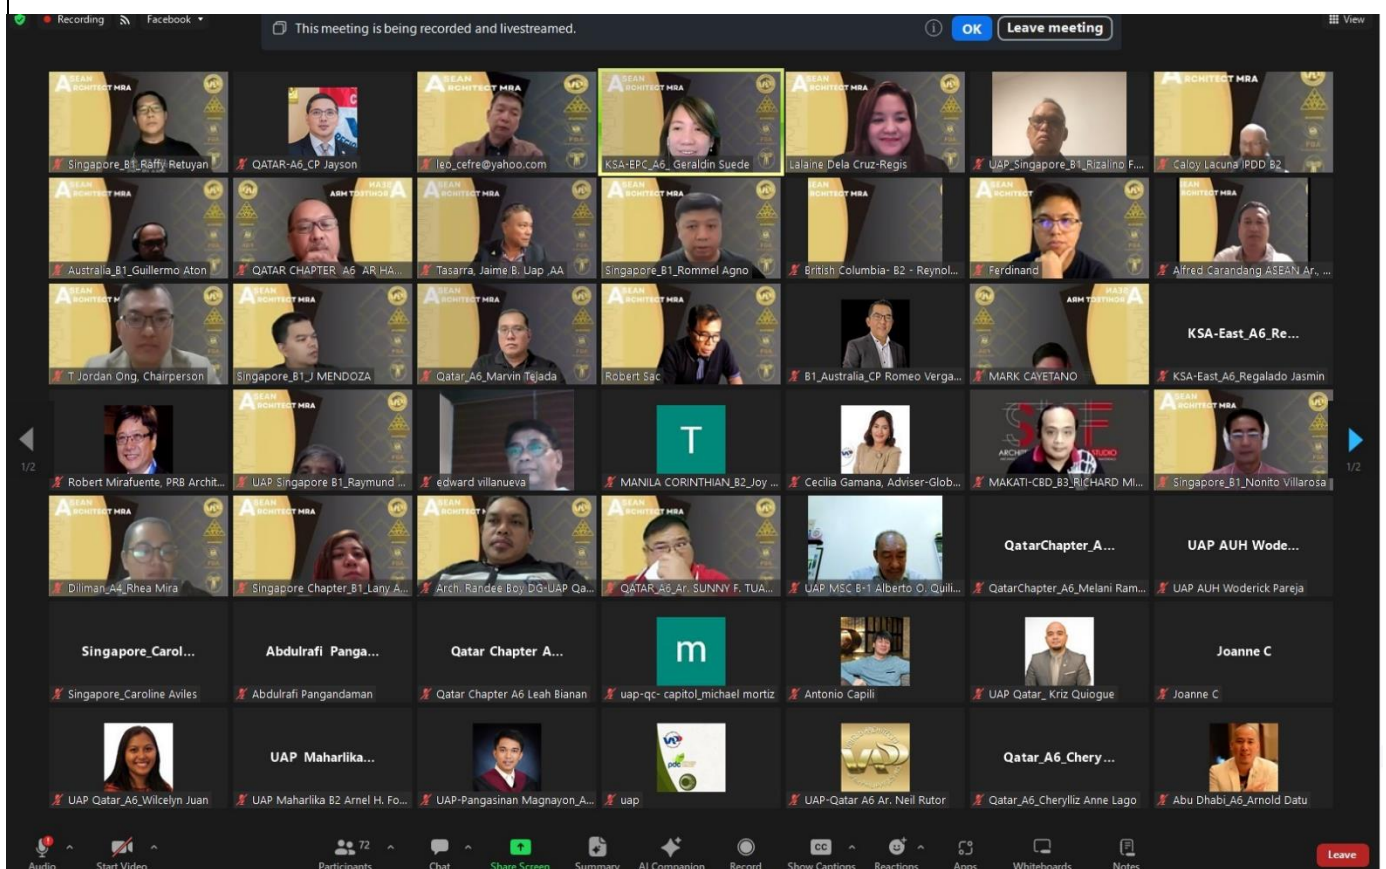 Recording
Facebook
This meeting is being recorded and livestreamed.
OK
Leave meeting
View
Singapore_B1_Raffy Retuyan
QATAR-A6_CP Jayson
leo_cefre@yahoo.com
KSA-EPC_A6_ Geraldin Suede
Lalaine Dela Cruz-Regis
UAP_Singapore_B1_Rizalino F....
Caloy Lacuna IPDD B2
Australia_B1_Guillermo Aton
QATAR CHAPTER A6 AR HA...
Tasarra, Jaime B. Uap ,AA
Singapore_B1_Rommel Agno
British Columbia- B2 - Reynol...
Ferdinand
Alfred Carandang ASEAN Ar., ...
T Jordan Ong, Chairperson
Singapore_B1_J MENDOZA
Qatar_A6_Marvin Tejada
Robert Sac
B1_Australia_CP Romeo Verga...
MARK CAYETANO
KSA-East_A6_Re...
KSA-East_A6_Regalado Jasmin
1/2
Robert Mirafuente, PRB Archit...
UAP Singapore B1_Raymund ...
edward villanueva
T
MANILA CORINTHIAN_B2_Joy ...
Cecilia Gamana, Adviser-Glob...
MAKATI-CBD_B3_RICHARD MI...
Singapore_B1_Nonito Villarosa
1/2
Diliman_A4_Rhea Mira
Singapore Chapter_B1_Lany A...
Arch. Randee Boy DG-UAP Qa...
QATAR_A6_Ar. SUNNY F. TUA...
UAP MSC B-1 Alberto O. Quili...
QatarChapter_A...
QatarChapter_A6_Melani Ram...
UAP AUH Wode...
UAP AUH Woderick Pareja
Singapore_Carol...
Singapore_Caroline Aviles
Abdulrafi Panga...
Abdulrafi Pangandaman
Qatar Chapter A...
Qatar Chapter A6 Leah Bianan
m
uap-qc- capitol_michael mortiz
Antonio Capili
UAP Qatar_ Kriz Quiogue
Joanne C
Joanne C
UAP Qatar_A6_Wilcelyn Juan
UAP Maharlika...
UAP Maharlika B2 Arnel H. Fo...
UAP-Pangasinan Magnayon_A...
uap
UAP-Qatar A6 Ar. Neil Rutor
Qatar_A6_Chery...
Qatar_A6_Cherylliz Anne Lago
Abu Dhabi_A6_Arnold Datu
Audio
Start Video
Participants
72
Chat
Share Screen
Summary
AI Companion
Record
CC
Show Captions
Reactions
Apps
Whiteboards
Notes
Leave